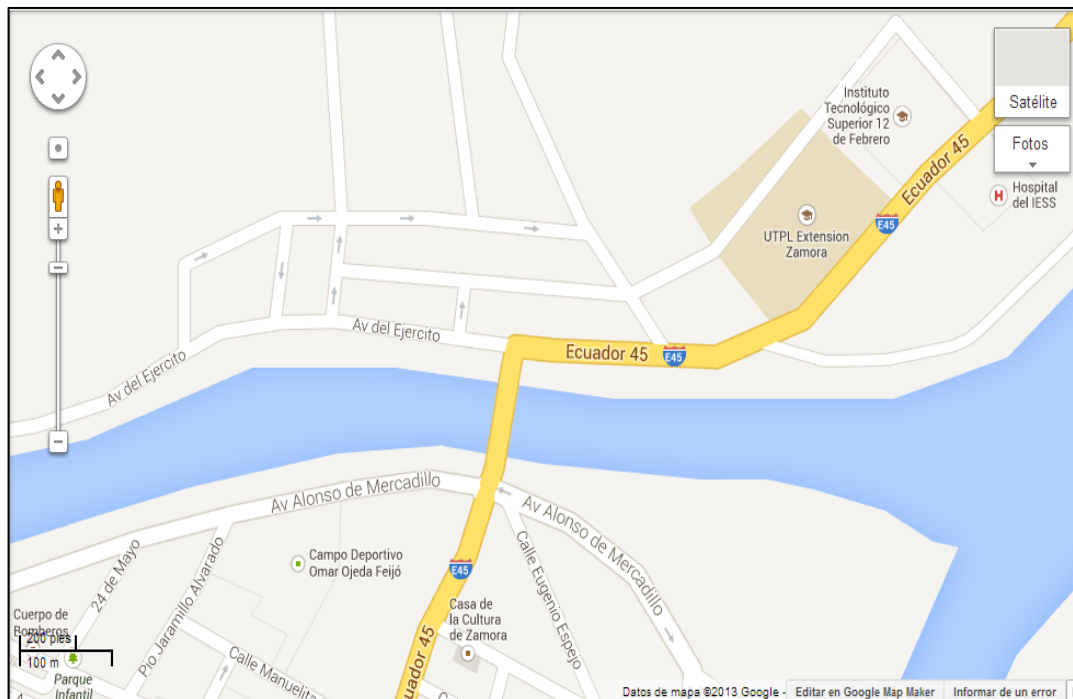 Instituto
Tecnológico
Superior 12
de Febrero
Ecuador 45
Satélite
Fotos
Hospital
del IESS
E45
UTPL Extension
Zamora
Av del Ejercito
Ecuador 45
E45
Av del Ejercito
Av Alonso de Mercadillo
Av Alonso de Mercadillo
Calle Eugenio Espejo
Campo Deportivo
Omar Ojeda Feijó
E45
24 de Mayo
Pio Jaramillo Alvarado
Casa de
la Cultura
de Zamora
Ecuador 45
Cuerpo de
Bomberos
200 pies
100 m
Parque
Infantil
Calle Manuelita
Datos de mapa ©2013 Google -
Editar en Google Map Maker
Informar de un error